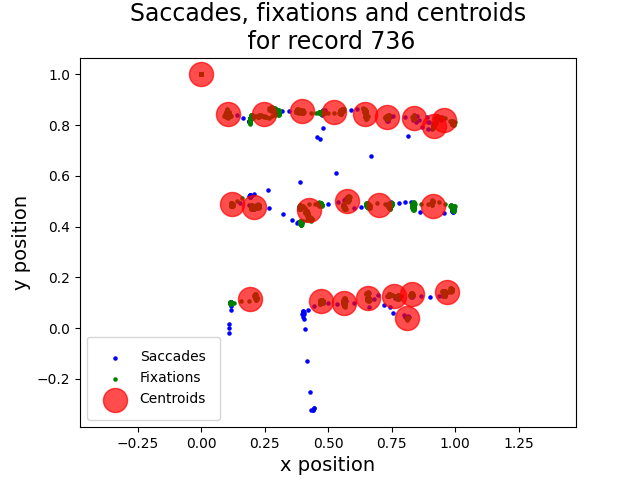 Saccades, fixations and centroids
for record 736
1.0
0.8
0.6
0.4
0.2
0.0
−0.2
y position
Saccades
Fixations
Centroids
−0.25
0.00
0.25
0.50
0.75
1.00
1.25
x position